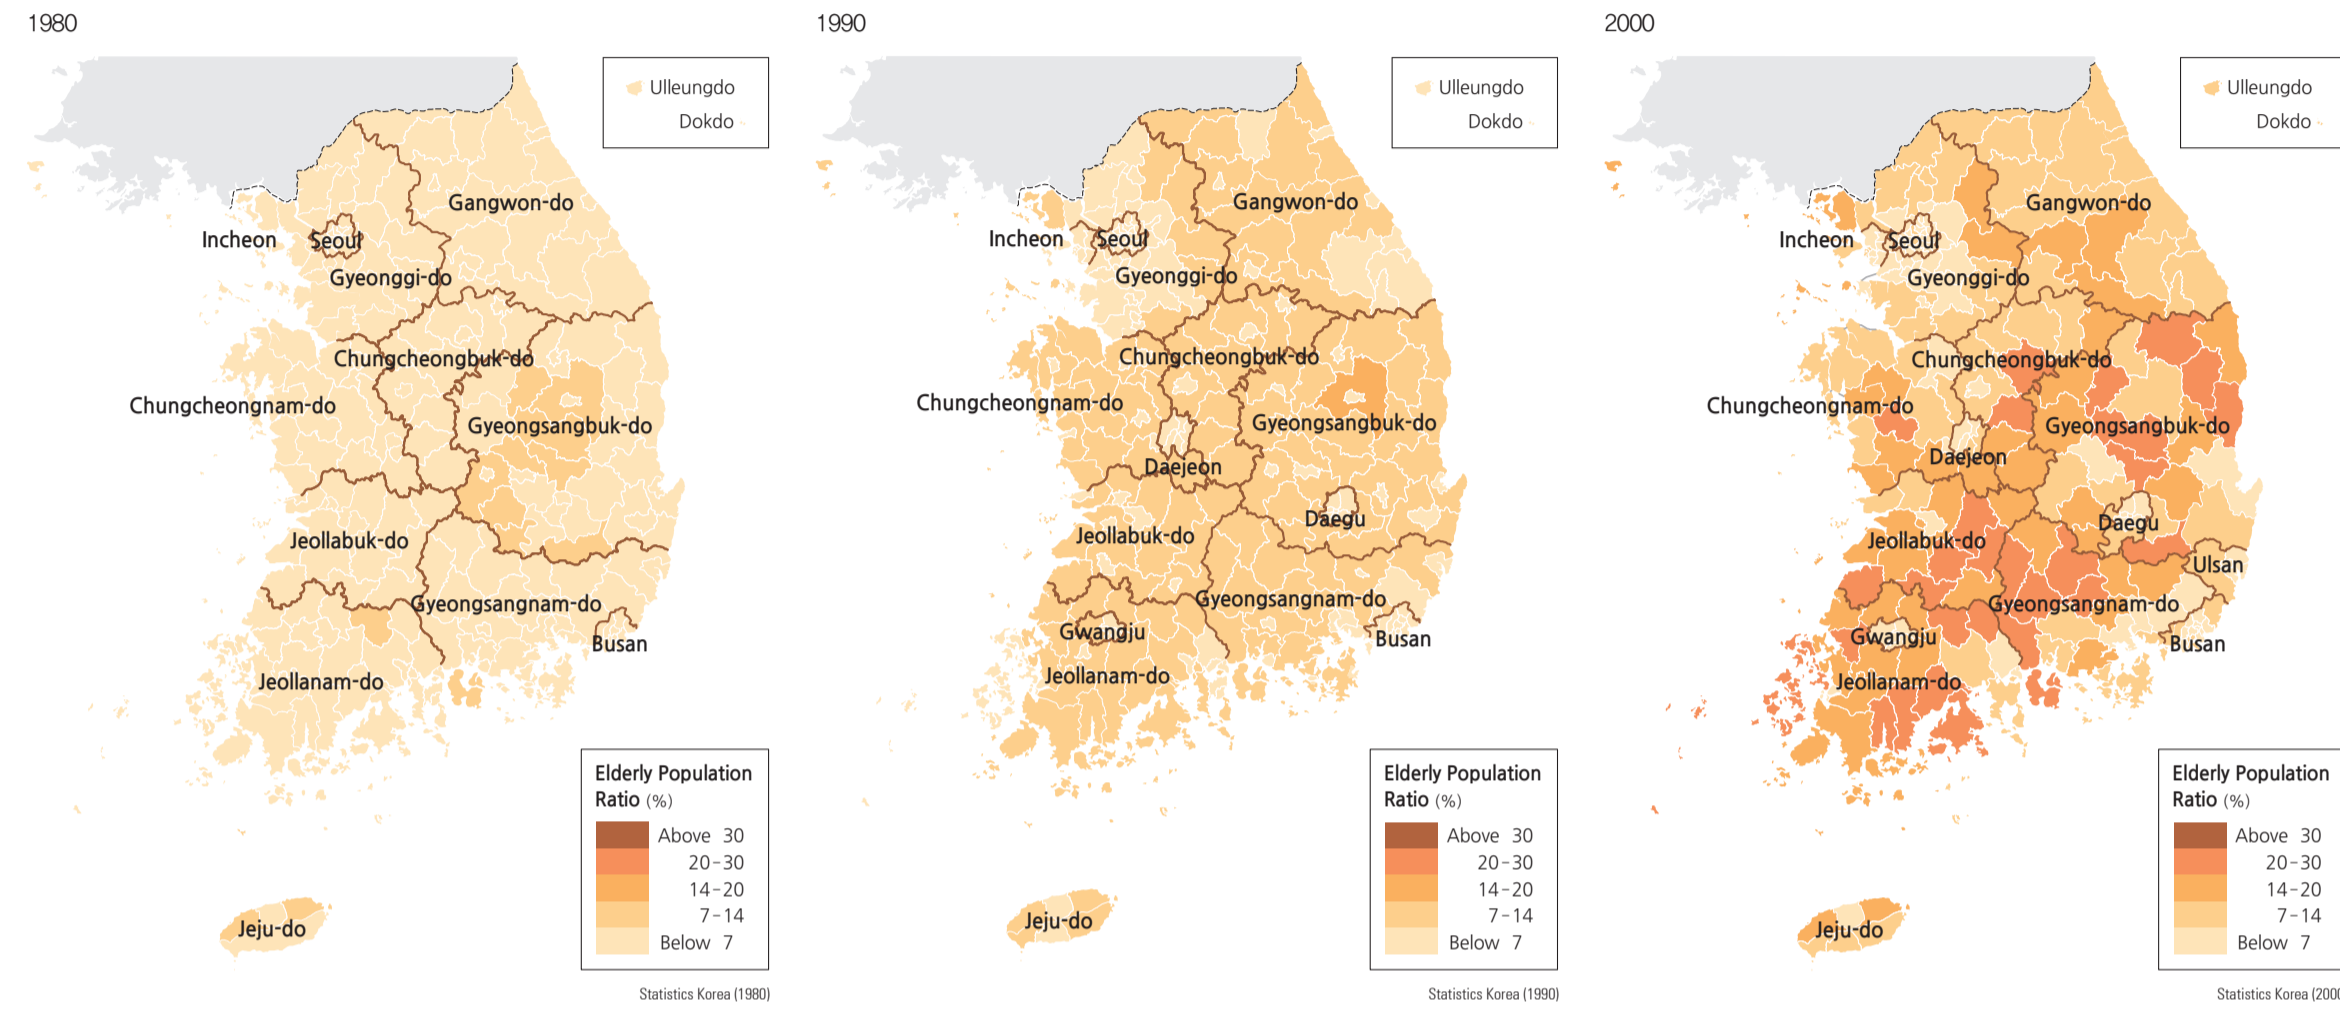 1980
Ulleungdo
Dokdo
Gangwon-do
Incheon
Seoul
Gyeonggi-do
Chungcheongbuk-do
Chungcheongnam-do
Gyeongsangbuk-do
Jeollabuk-do
Gyeongsangnam-do
Busan
Jeollanam-do
Jeju-do
Elderly Population
Ratio (%)
Above 30
20-30
14-20
7-14
Below 7
Statistics Korea (1980)
1990
Ulleungdo
Dokdo
Gangwon-do
Incheon
Seoul
Gyeonggi-do
Chungcheongbuk-do
Chungcheongnam-do
Gyeongsangbuk-do
Daejeon
Daegu
Jeollabuk-do
Gyeongsangnam-do
Gwangju
Busan
Jeollanam-do
Jeju-do
Elderly Population
Ratio (%)
Above 30
20-30
14-20
7-14
Below 7
Statistics Korea (1990)
2000
Ulleungdo
Dokdo
Gangwon-do
Incheon
Seoul
Gyeonggi-do
Chungcheongbuk-do
Chungcheongnam-do
Gyeongsangbuk-do
Daejeon
Daegu
Jeollabuk-do
Ulsan
Gyeongsangnam-do
Gwangju
Busan
Jeollanam-do
Jeju-do
Elderly Population
Ratio (%)
Above 30
20-30
14-20
7-14
Below 7
Statistics Korea (2000